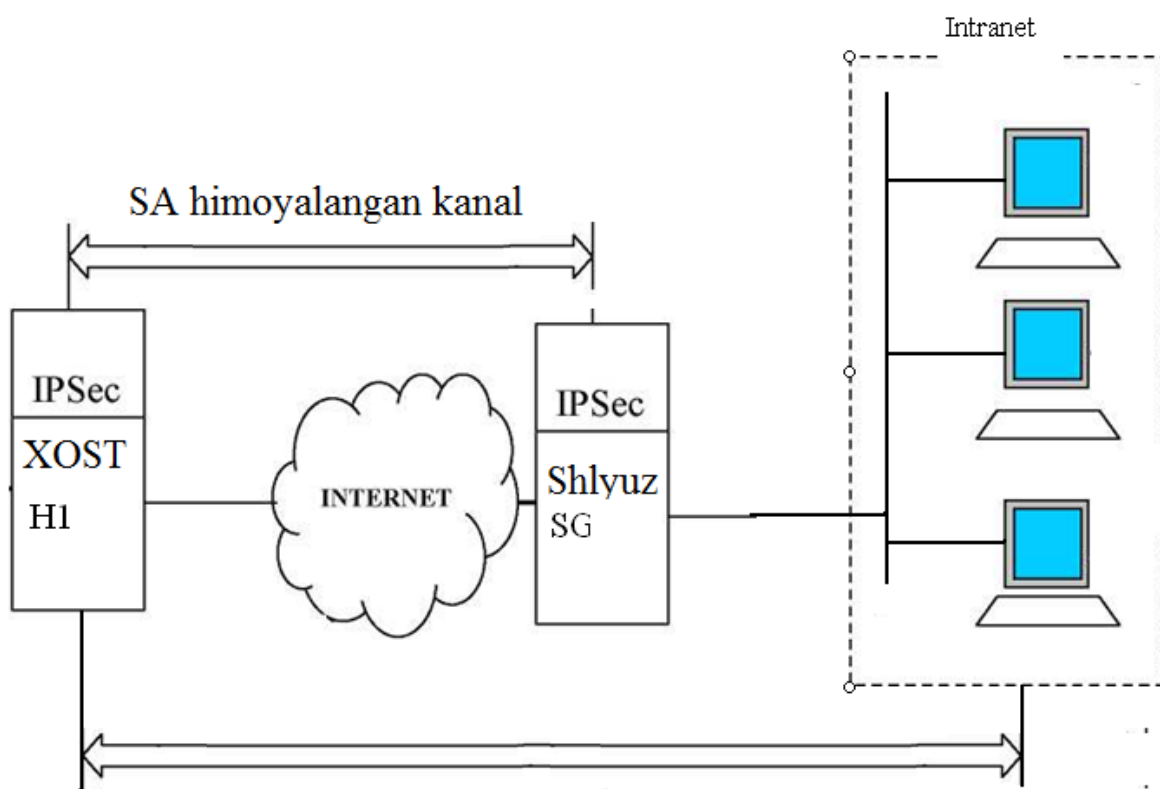 Intranet
SA himoyalangan kanal
IPSec
XOST
H1
INTERNET
IPSec
Shlyuz
SG